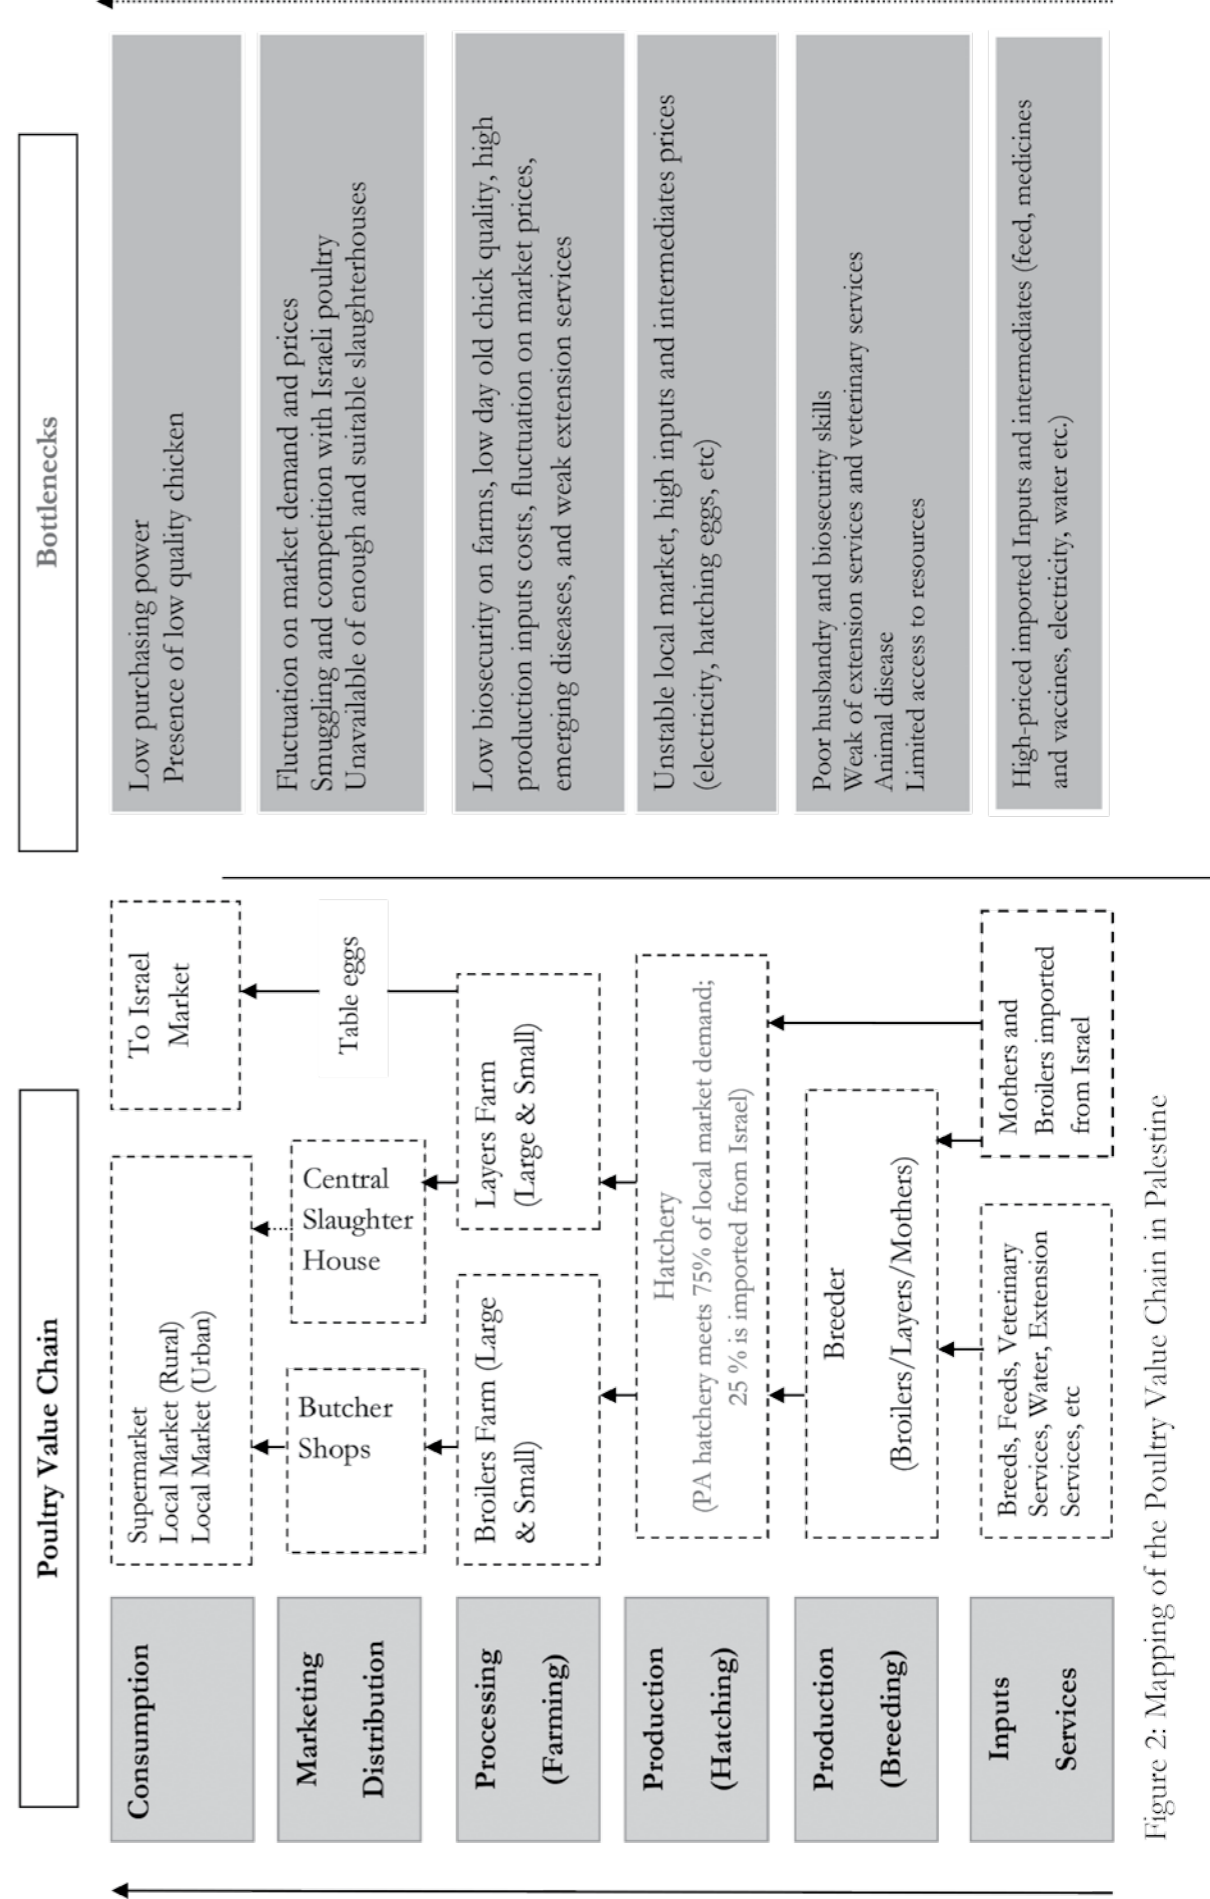 Poultry Value Chain
Bottlenecks
Consumption
Supermarket
Local Market (Rural)
Local Market (Urban)
To Israel
Market
Low purchasing power
Presence of low quality chicken
Marketing
Distribution
Butcher
Shops
Central
Slaughter
House
Table eggs
Fluctuation on market demand and prices
Smuggling and competition with Israeli poultry
Unavailable of enough and suitable slaughterhouses
Processing
(Farming)
Broilers Farm (Large
& Small)
Layers Farm
(Large & Small)
Low biosecurity on farms, low day old chick quality, high
production inputs costs, fluctuation on market prices,
emerging diseases, and weak extension services
Production
(Hatching)
Hatchery
(PA hatchery meets 75% of local market demand;
25 % is imported from Israel)
Unstable local market, high inputs and intermediates prices
(electricity, hatching eggs, etc)
Production
(Breeding)
Breeder
(Broilers/Layers/Mothers)
Poor husbandry and biosecurity skills
Weak of extension services and veterinary services
Animal disease
Limited access to resources
Inputs
Services
Breeds, Feeds, Veterinary
Services, Water, Extension
Services, etc
Mothers and
Broilers imported
from Israel
High-priced imported Inputs and intermediates (feed, medicines
and vaccines, electricity, water etc.)
Figure 2: Mapping of the Poultry Value Chain in Palestine